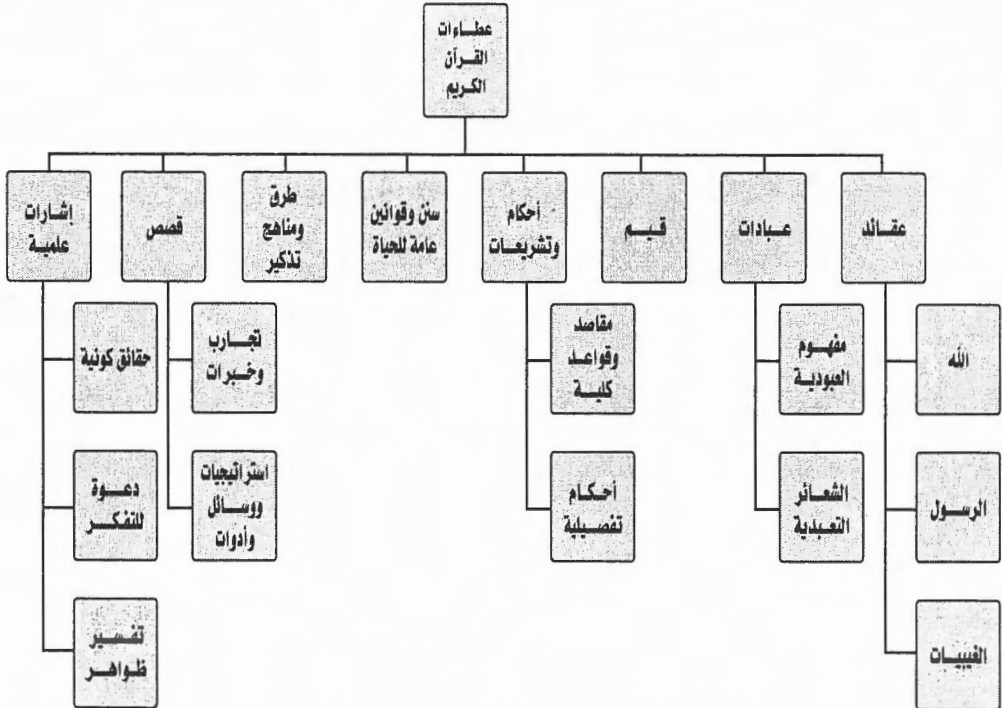 عطاءات
القرآن
الكريم
عقائد
عبادات
قيم
أحكام
وتشريعات
سنن وقوانين
عامة للحياة
طرق
ومناهج
تذكير
قصص
إشارات
علمية
الله
الرسول
الغيبيات
مفهوم
العبودية
الشعائر
التعبدية
مقاصد
وقواعد
كلية
أحكام
تفصيلية
تجارب
وخبرات
استراتيجيات
ووسائل
وأدوات
حقائق كونية
دعوة
للتفكر
تفسير
ظواهر